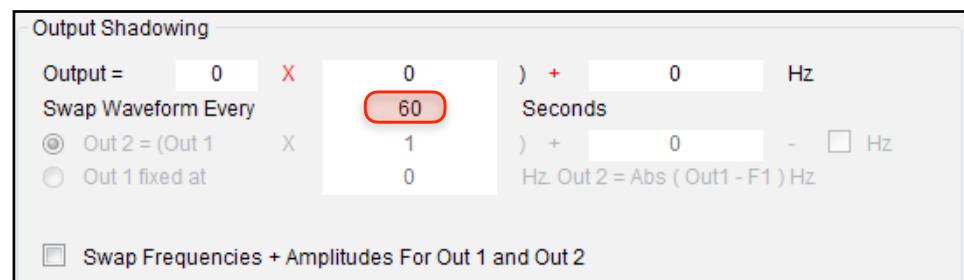 Output Shadowing
Output = 0 X 0 ) + 0 Hz
Swap Waveform Every 60 Seconds
Out 2 = (Out 1 X 1 ) + 0 - Hz
Out 1 fixed at 0 Hz. Out 2 = Abs ( Out1 - F1 ) Hz
Swap Frequencies + Amplitudes For Out 1 and Out 2